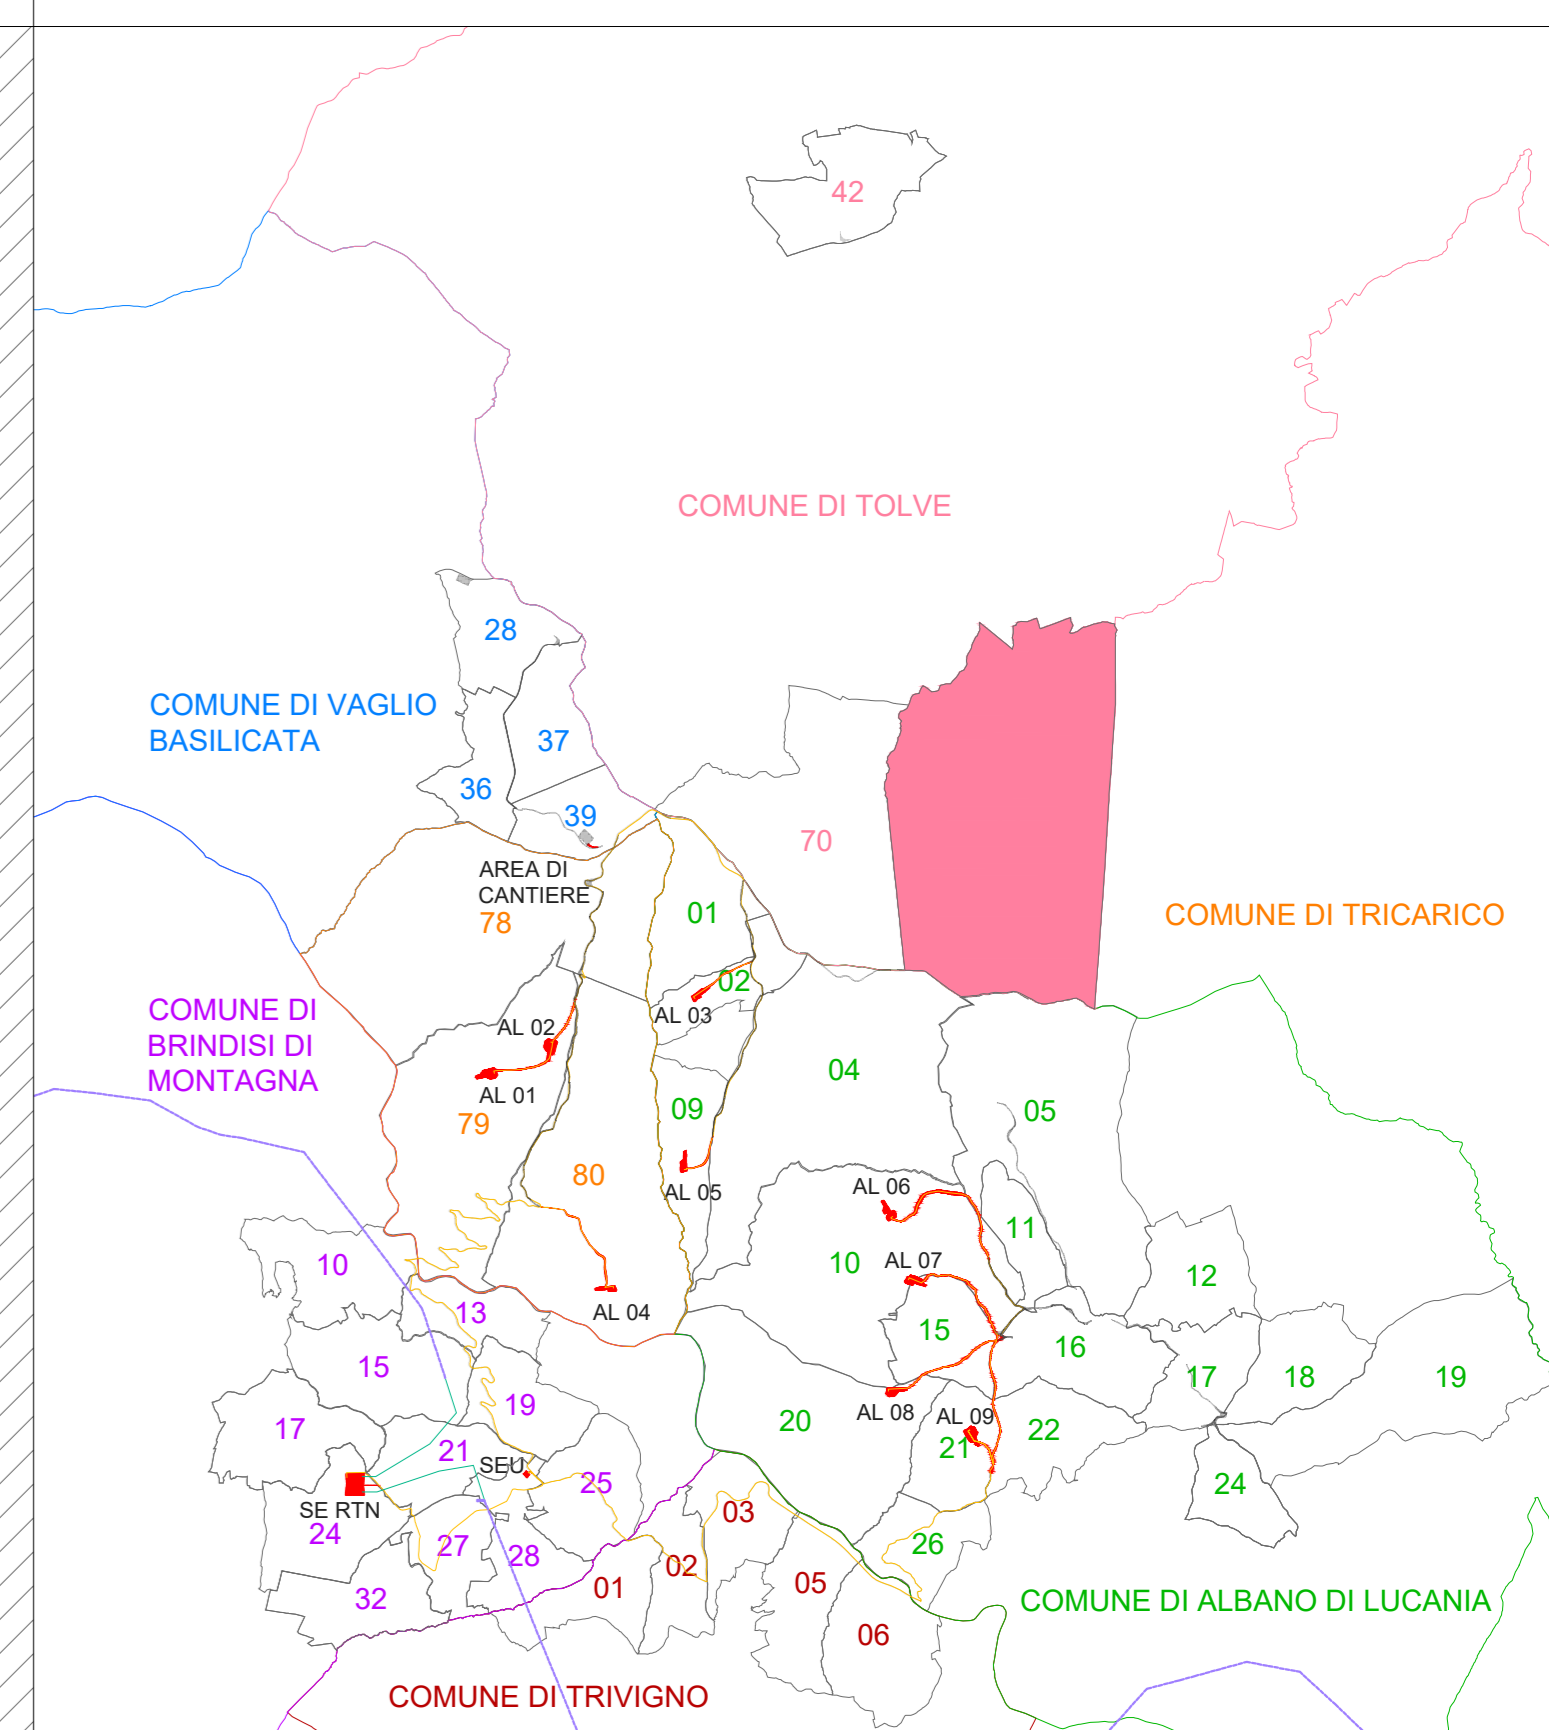 42
COMUNE DI TOLVE
28
COMUNE DI VAGLIO
BASILICATA
37
36
39
70
AREA DI
CANTIERE
78
01
COMUNE DI TRICARICO
02
COMUNE DI
BRINDISI DI
MONTAGNA
AL 03
AL 02
AL 01
04
79
09
05
80
AL 05
AL 06
11
10
10
AL 07
12
13
AL 04
15
16
15
17
18
19
19
17
20
AL 08
AL 09
21
22
21
SEU
25
24
SE RTN
24
03
27
28
26
02
01
05
32
COMUNE DI ALBANO DI LUCANIA
06
COMUNE DI TRIVIGNO